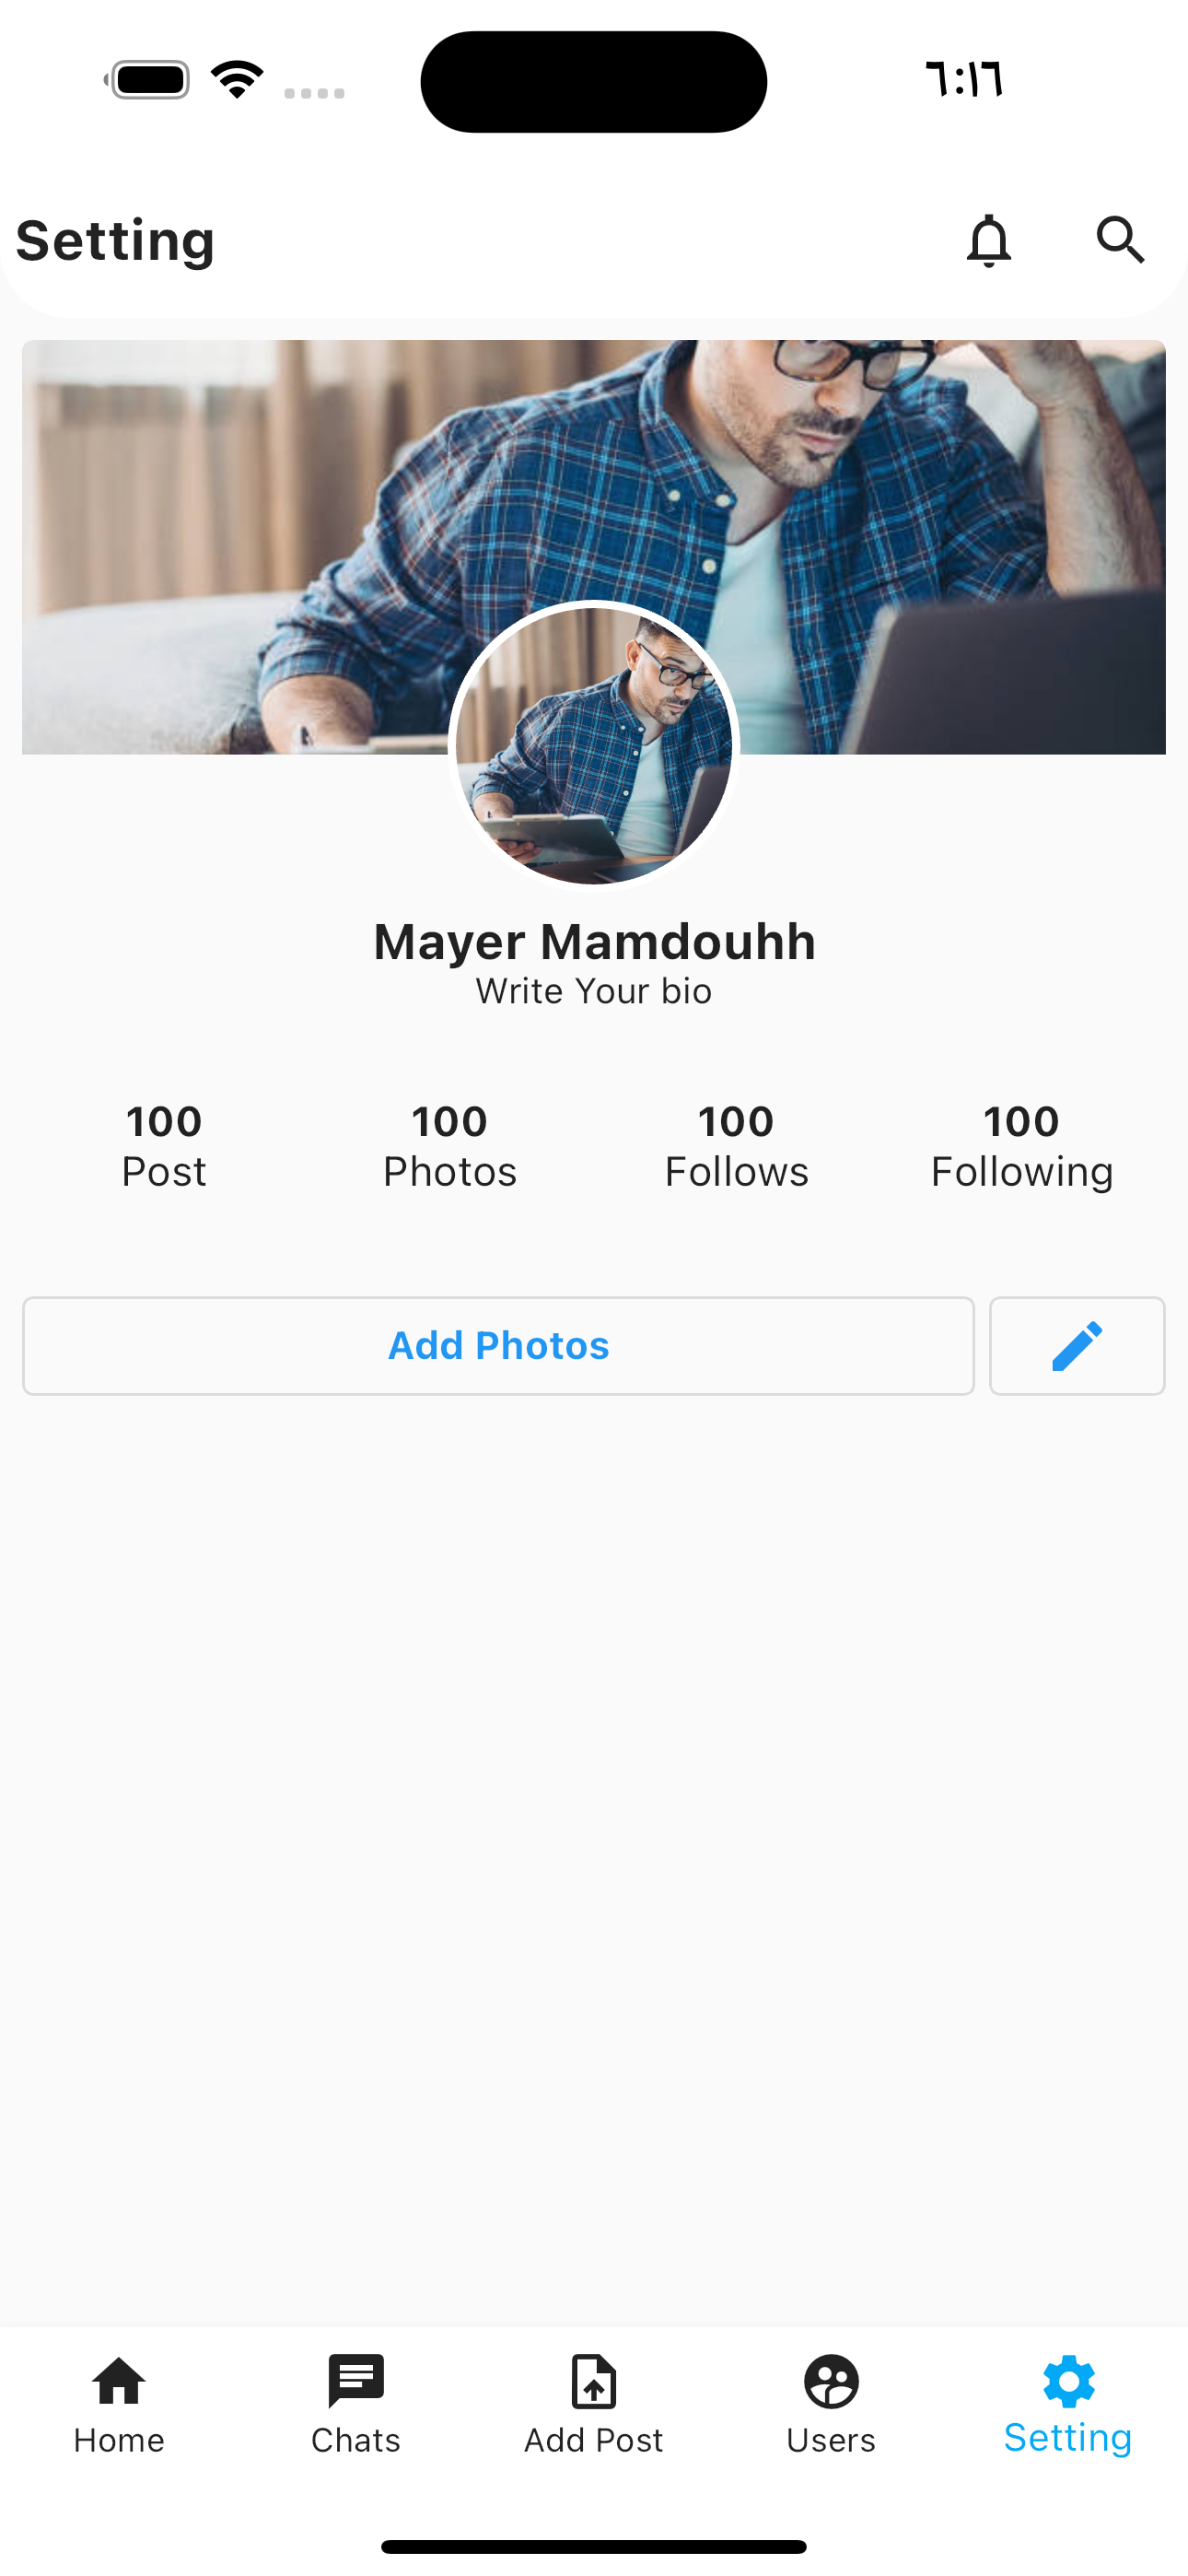 ٦:١٦
Setting
Mayer Mamdouhh
Write Your bio
100 100 100 100
Post Photos Follows Following
Add Photos
Home Chats Add Post Users Setting